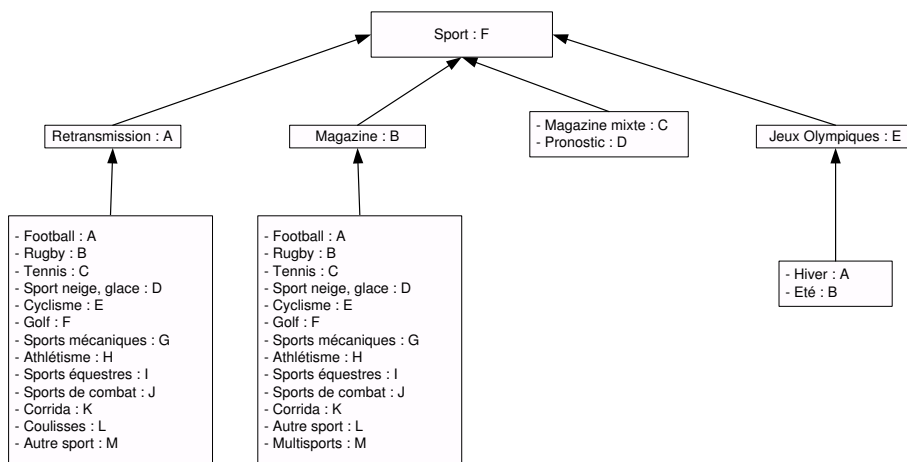 Sport : F
Retransmission : A
Magazine : B
- Magazine mixte : C
- Pronostic : D
Jeux Olympiques : E
- Football : A
- Rugby : B
- Tennis : C
- Sport neige, glace : D
- Cyclisme : E
- Golf : F
- Sports mécaniques : G
- Athlétisme : H
- Sports équestres : I
- Sports de combat : J
- Corrida : K
- Coulisses : L
- Autre sport : M
- Football : A
- Rugby : B
- Tennis : C
- Sport neige, glace : D
- Cyclisme : E
- Golf : F
- Sports mécaniques : G
- Athlétisme : H
- Sports équestres : I
- Sports de combat : J
- Corrida : K
- Autre sport : L
- Multisports : M
- Hiver : A
- Eté : B